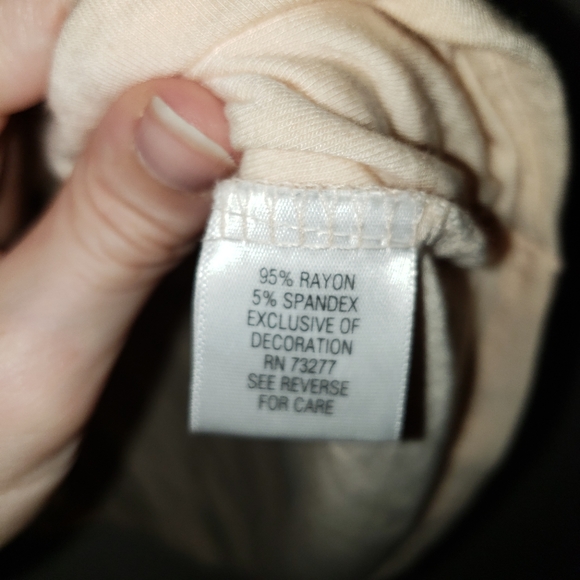 95% RAYON
5% SPANDEX
EXCLUSIVE OF
DECORATION
RN 73277
SEE REVERSE
FOR CARE